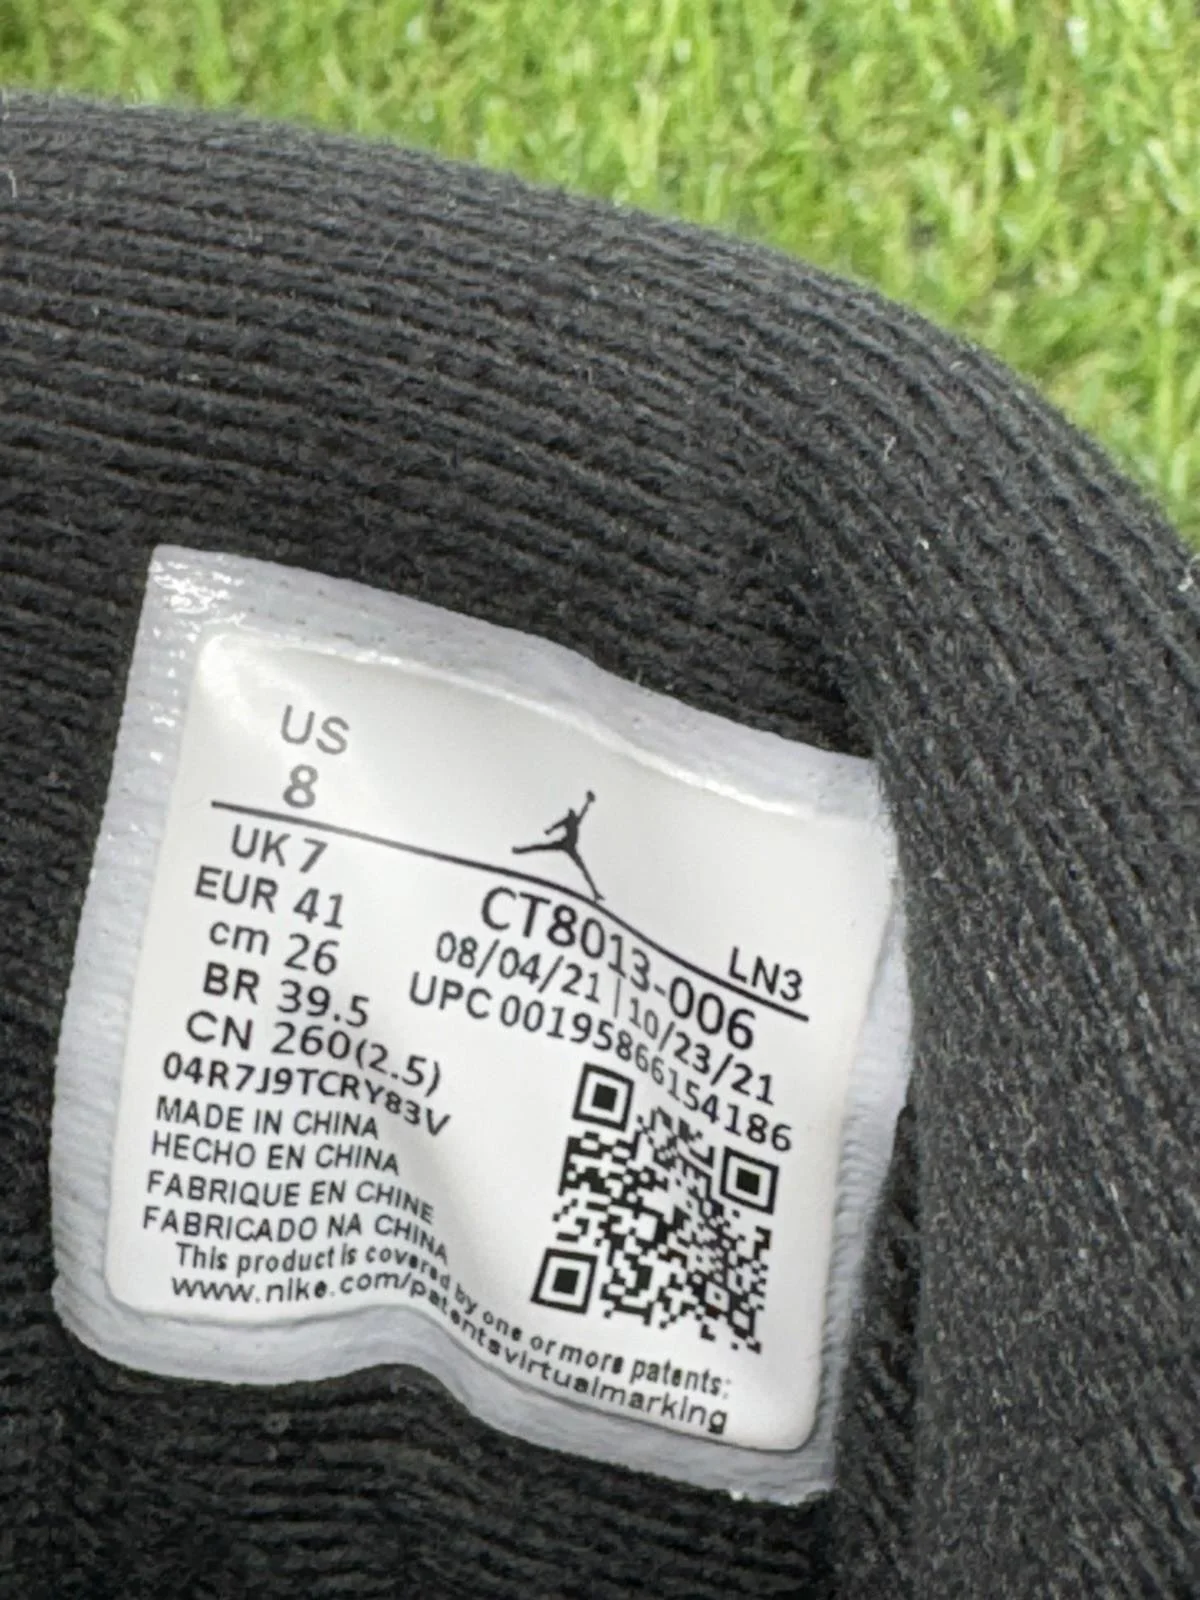 US
8
LN3
UK 7
EUR 41
cm 26
BR 39.5
CN 260(2.5)
04R7J9TCRY83V
CT8013-006
08/04/21 | 10/23/21
UPC 00195866154186
MADE IN CHINA
HECHO EN CHINA
FABRIQUE EN CHINE
FABRICADO NA CHINA
This product is covered by one or more patents:
www.nike.com/patentsvirtualmarking